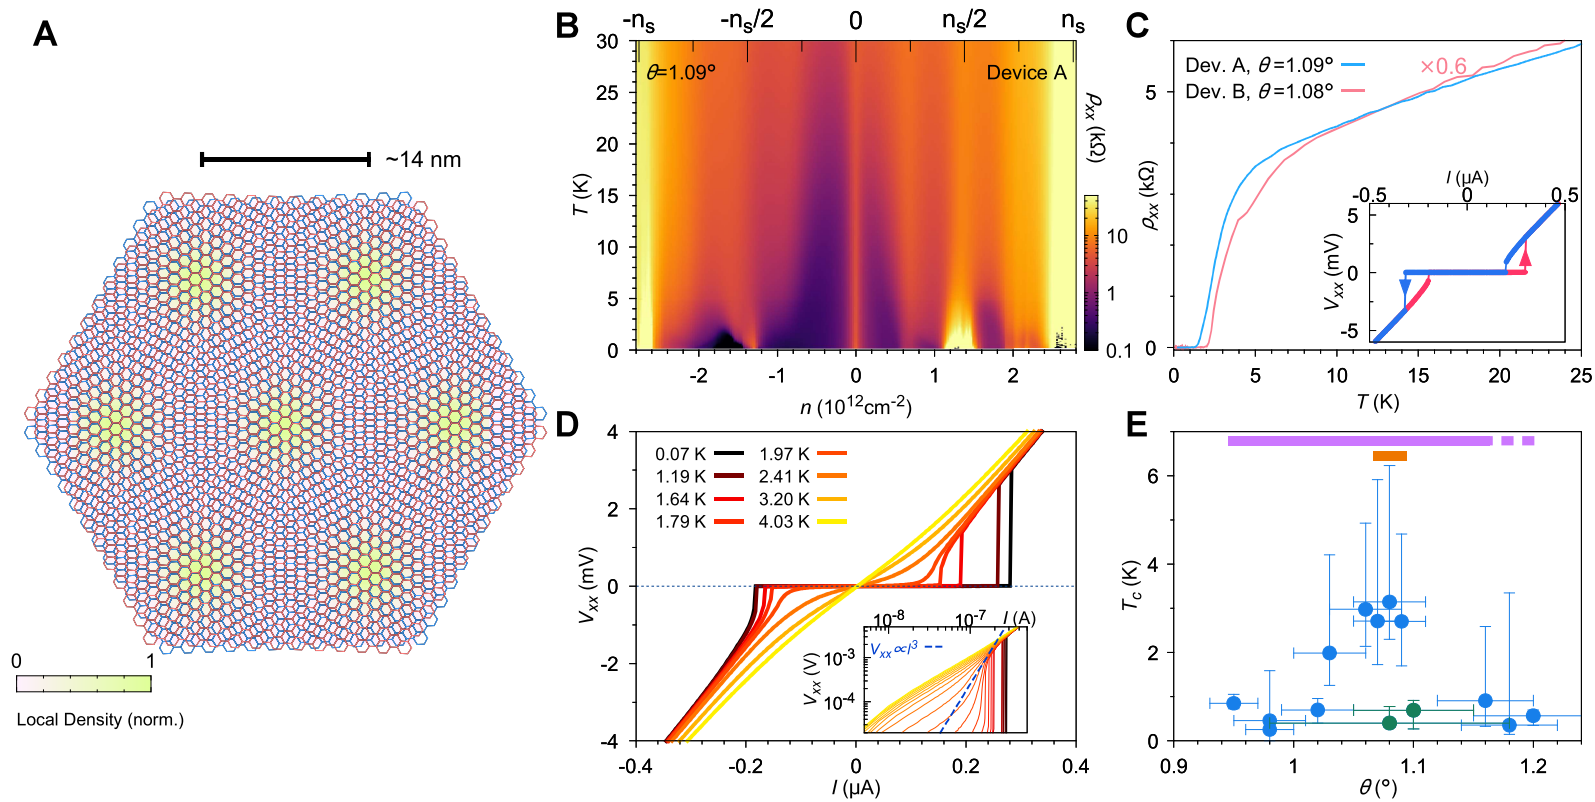 A
~14 nm
0
1
Local Density (norm.)
B
-nₛ
-nₛ/2
0
nₛ/2
nₛ
θ=1.09°
Device A
30
25
20
15
10
5
0
T (K)
-2
-1
0
1
2
n (10¹²cm⁻²)
ρxx (kΩ)
10
1
0.1
C
Dev. A, θ=1.09°
Dev. B, θ=1.08°
×0.6
5
0
ρxx (kΩ)
I (µA)
-0.5
0
0.5
5
0
-5
Vxx (mV)
0
5
10
15
20
25
T (K)
D
0.07 K
1.19 K
1.64 K
1.79 K
1.97 K
2.41 K
3.20 K
4.03 K
4
2
0
-2
-4
Vxx (mV)
10⁻⁸
10⁻⁷
I (A)
Vxx∝I³
10⁻³
10⁻⁴
Vxx (V)
-0.4
-0.2
0
0.2
0.4
I (µA)
E
6
4
2
0
Tc (K)
0.9
1
1.1
1.2
θ (°)